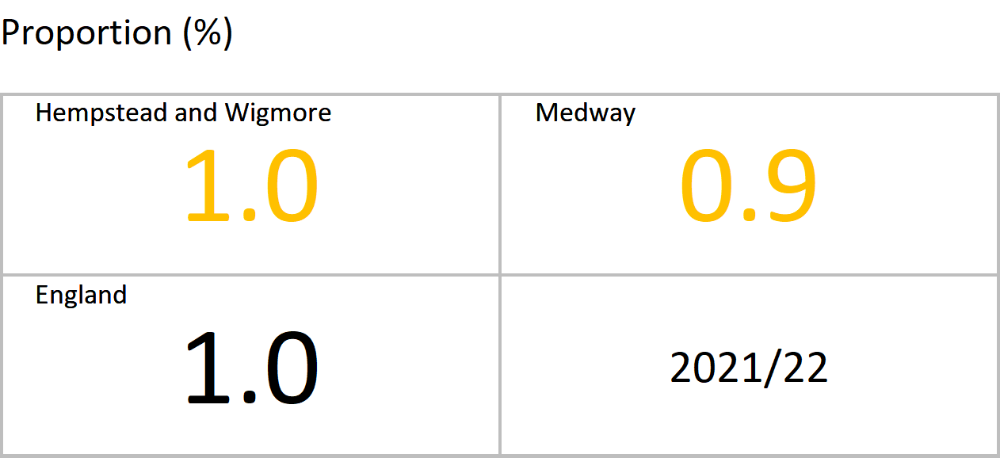 Proportion (%)
Hempstead and Wigmore
1.0
Medway
0.9
England
1.0
2021/22